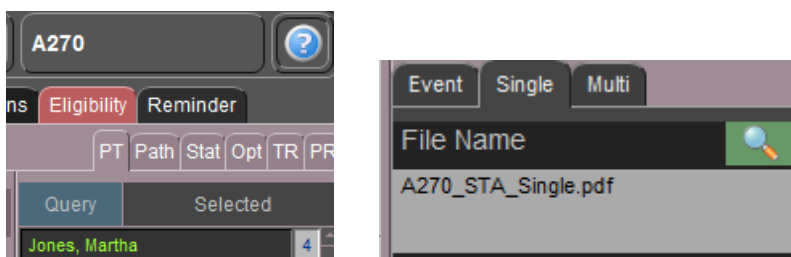 A270
ns Eligibility Reminder
PT Path Stat Opt TR PR
Query Selected
Jones, Martha 4
Event Single Multi
File Name
A270_STA_Single.pdf